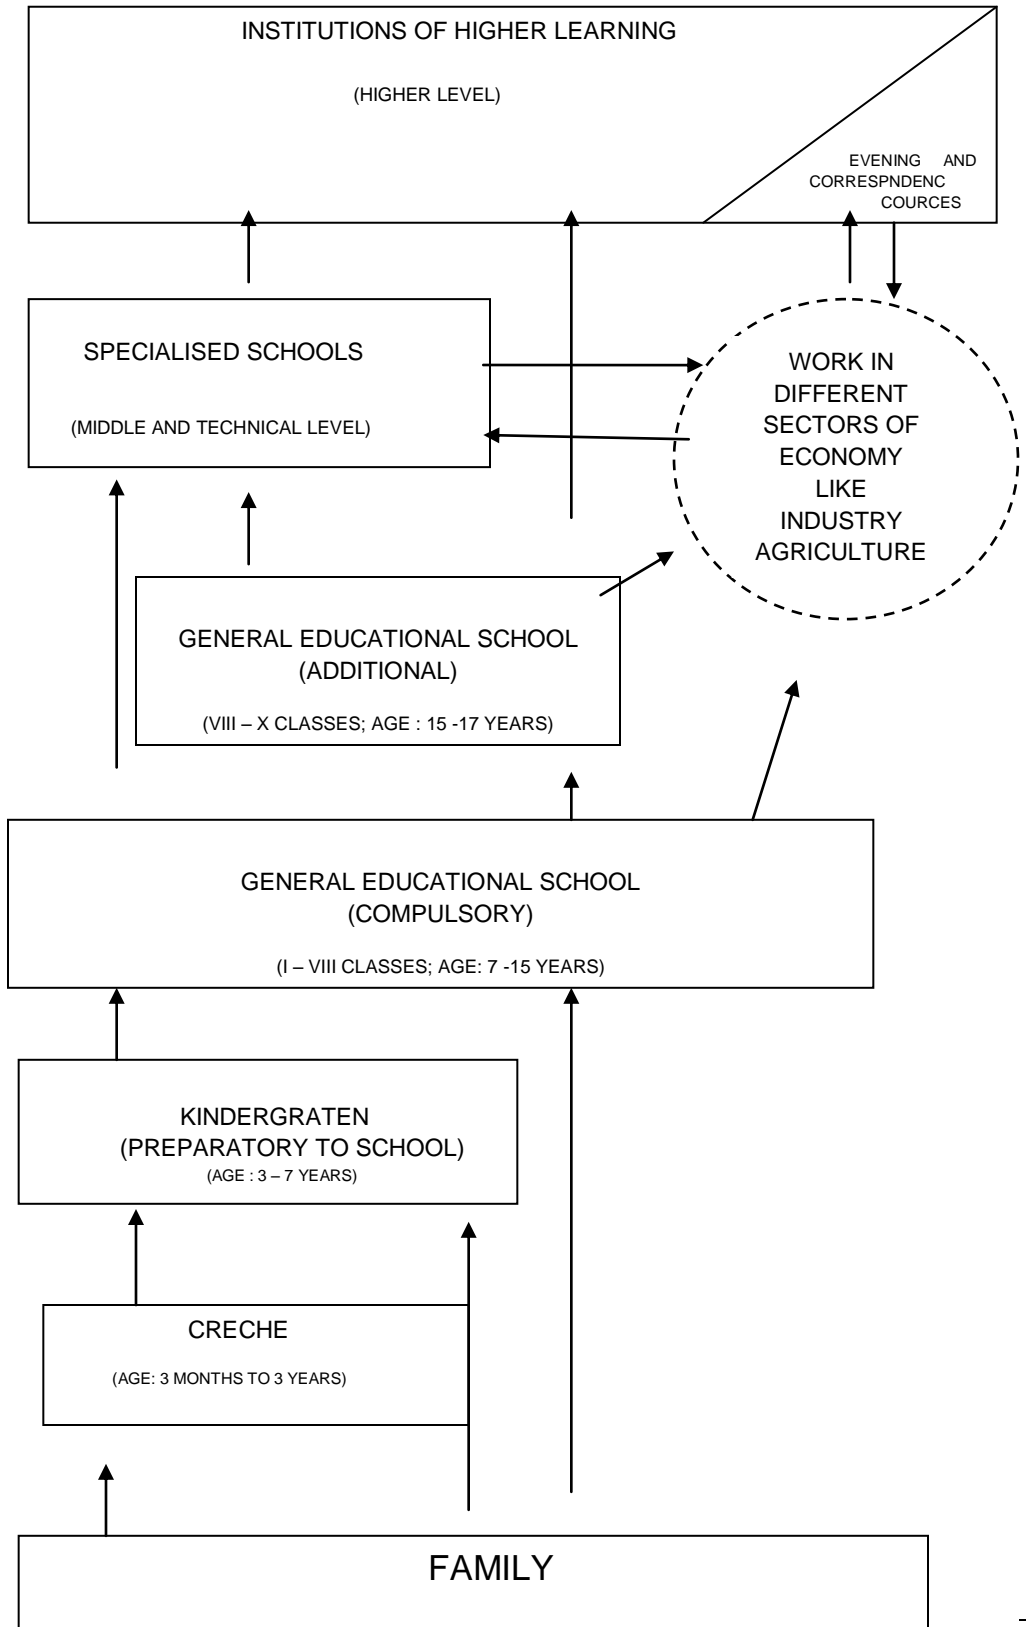 INSTITUTIONS OF HIGHER LEARNING
(HIGHER LEVEL)
EVENING AND
CORRESPNDENC
COURCES
SPECIALISED SCHOOLS
(MIDDLE AND TECHNICAL LEVEL)
WORK IN
DIFFERENT
SECTORS OF
ECONOMY
LIKE
INDUSTRY
AGRICULTURE
GENERAL EDUCATIONAL SCHOOL
(ADDITIONAL)
(VIII – X CLASSES; AGE : 15 -17 YEARS)
GENERAL EDUCATIONAL SCHOOL
(COMPULSORY)
(I – VIII CLASSES; AGE: 7 -15 YEARS)
KINDERGRATEN
(PREPARATORY TO SCHOOL)
(AGE : 3 – 7 YEARS)
CRECHE
(AGE: 3 MONTHS TO 3 YEARS)
FAMILY